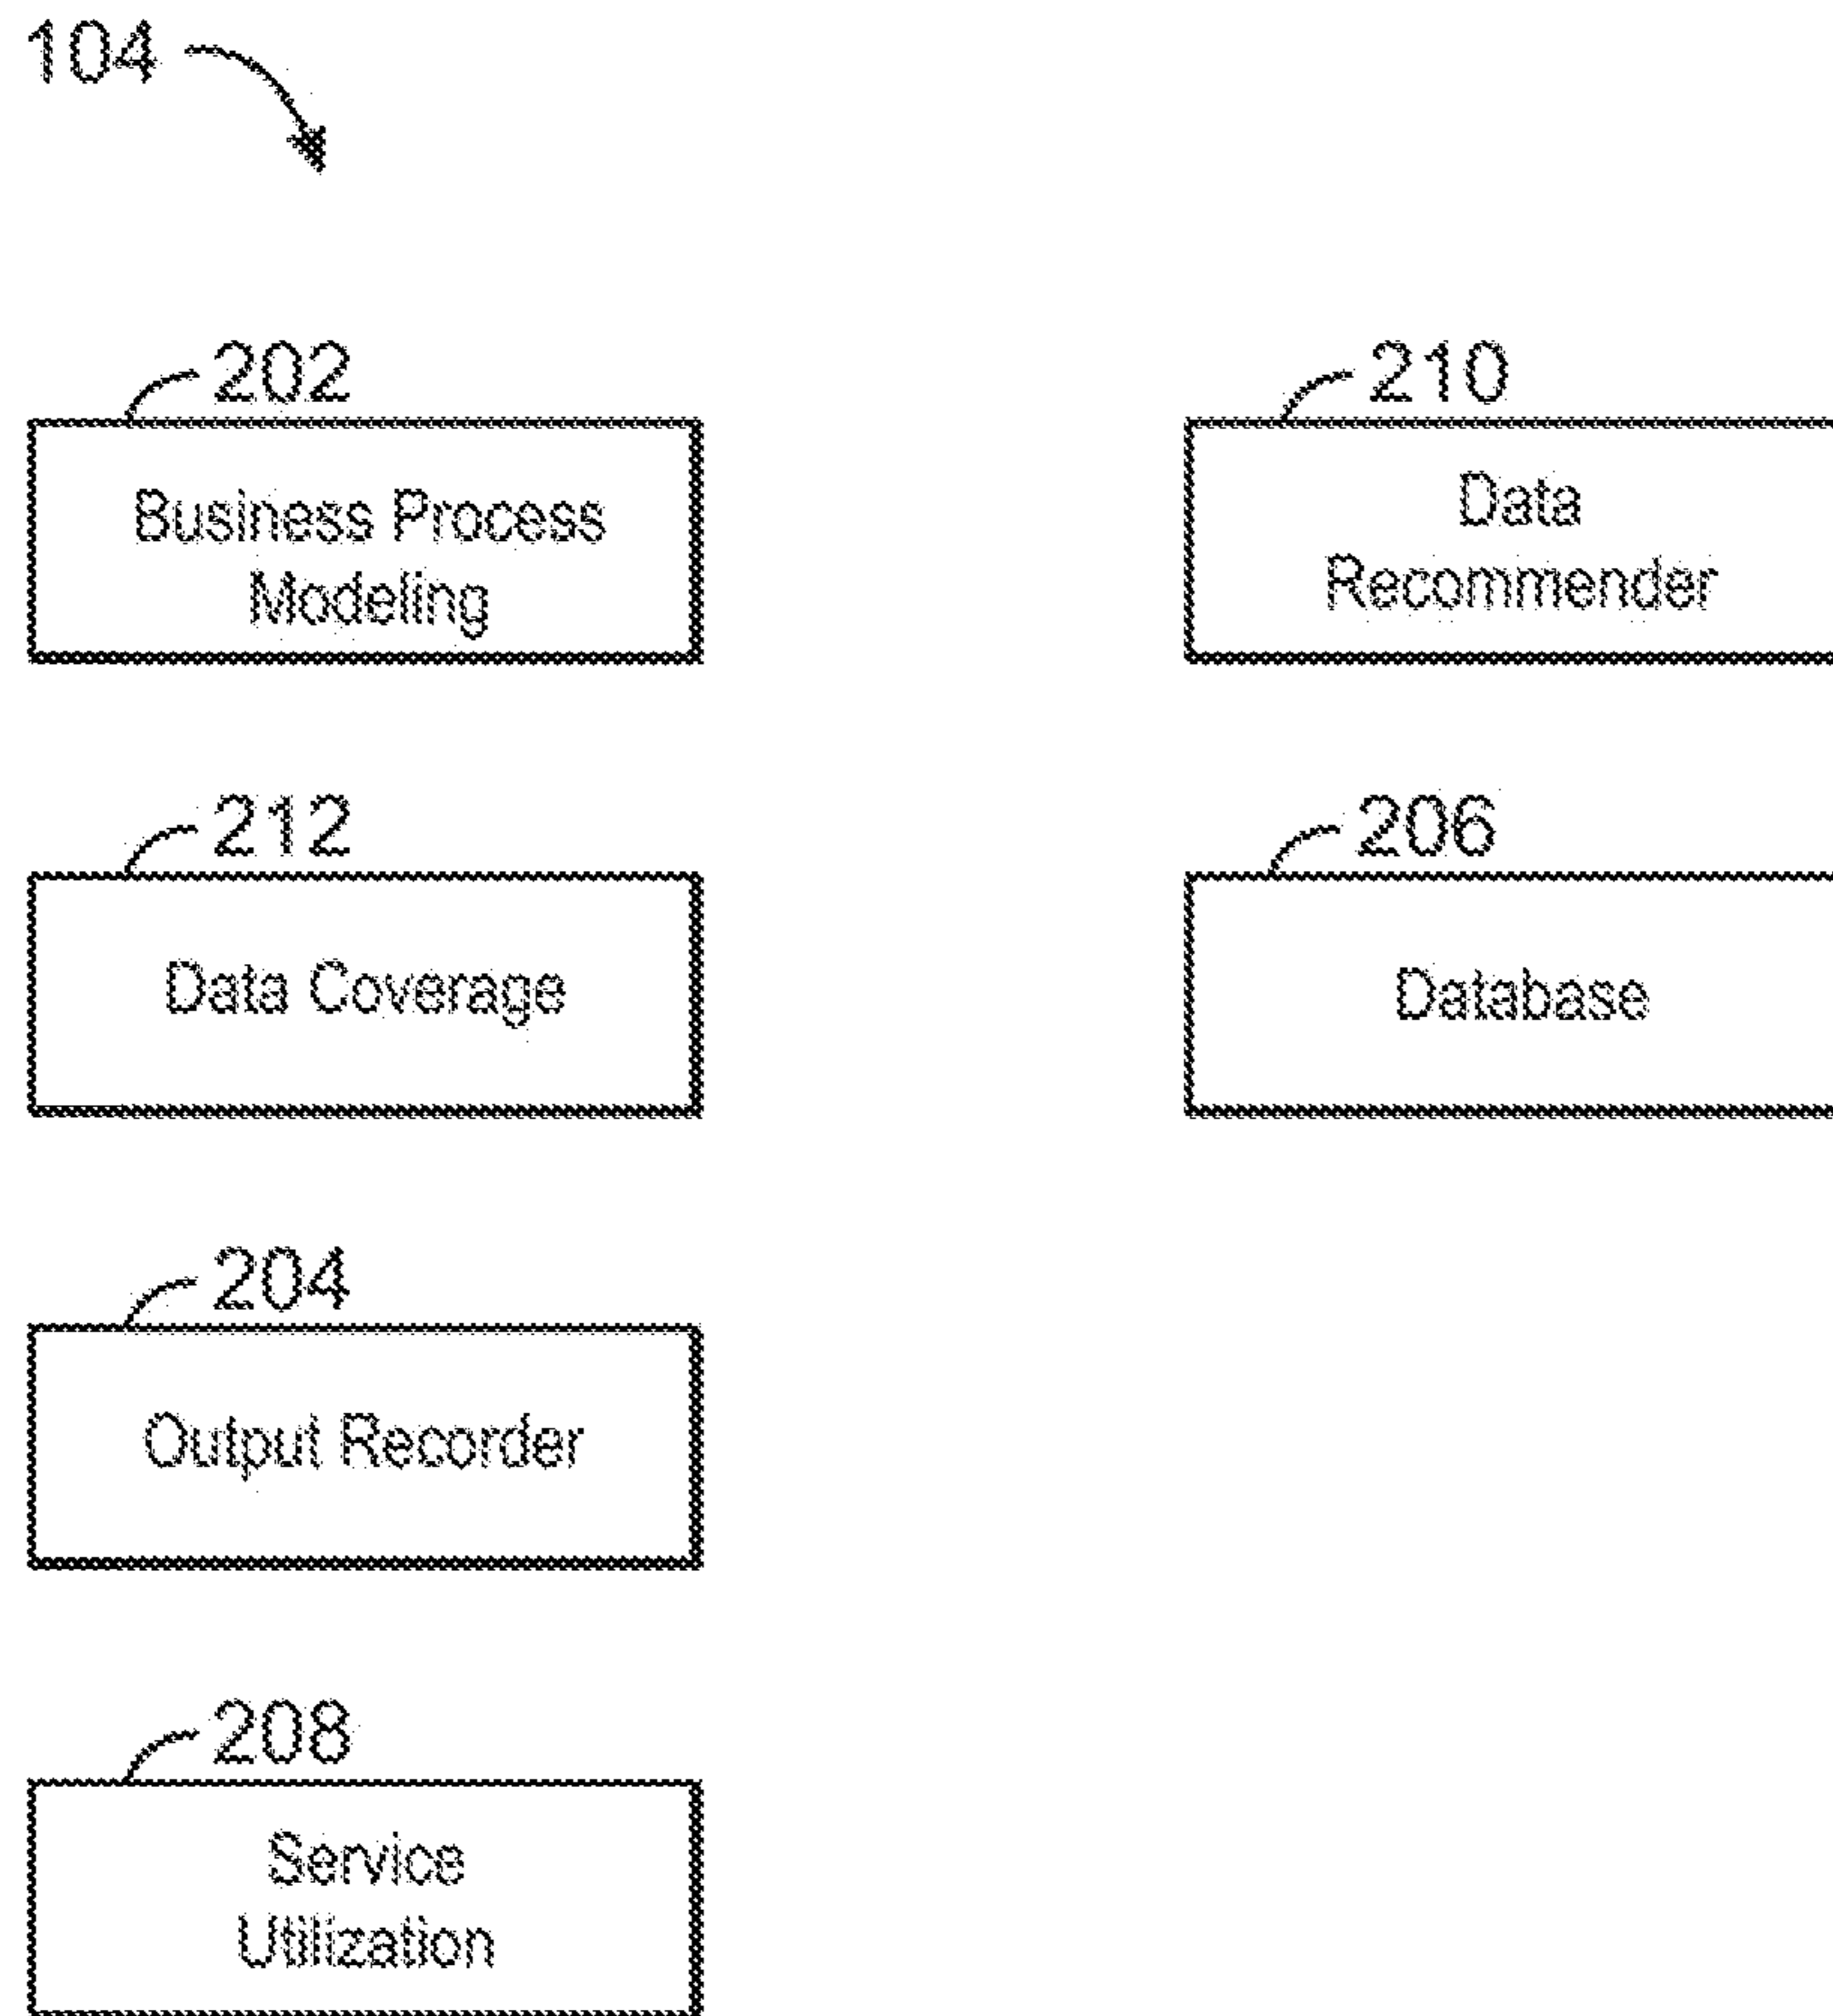 104
202
Business Process
Modeling
210
Data
Recommender
212
Data Coverage
206
Database
204
Output Recorder
208
Service
Utilization